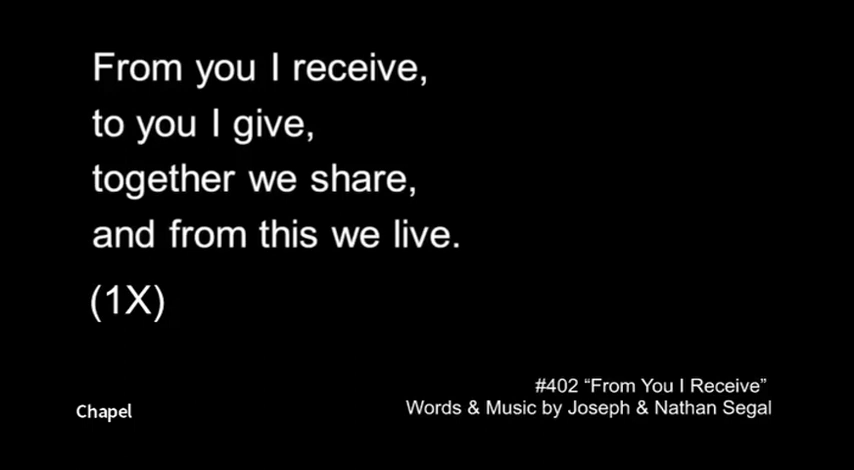 From you I receive,
to you I give,
together we share,
and from this we live.
(1X)
#402 “From You I Receive”
Words & Music by Joseph & Nathan Segal
Chapel